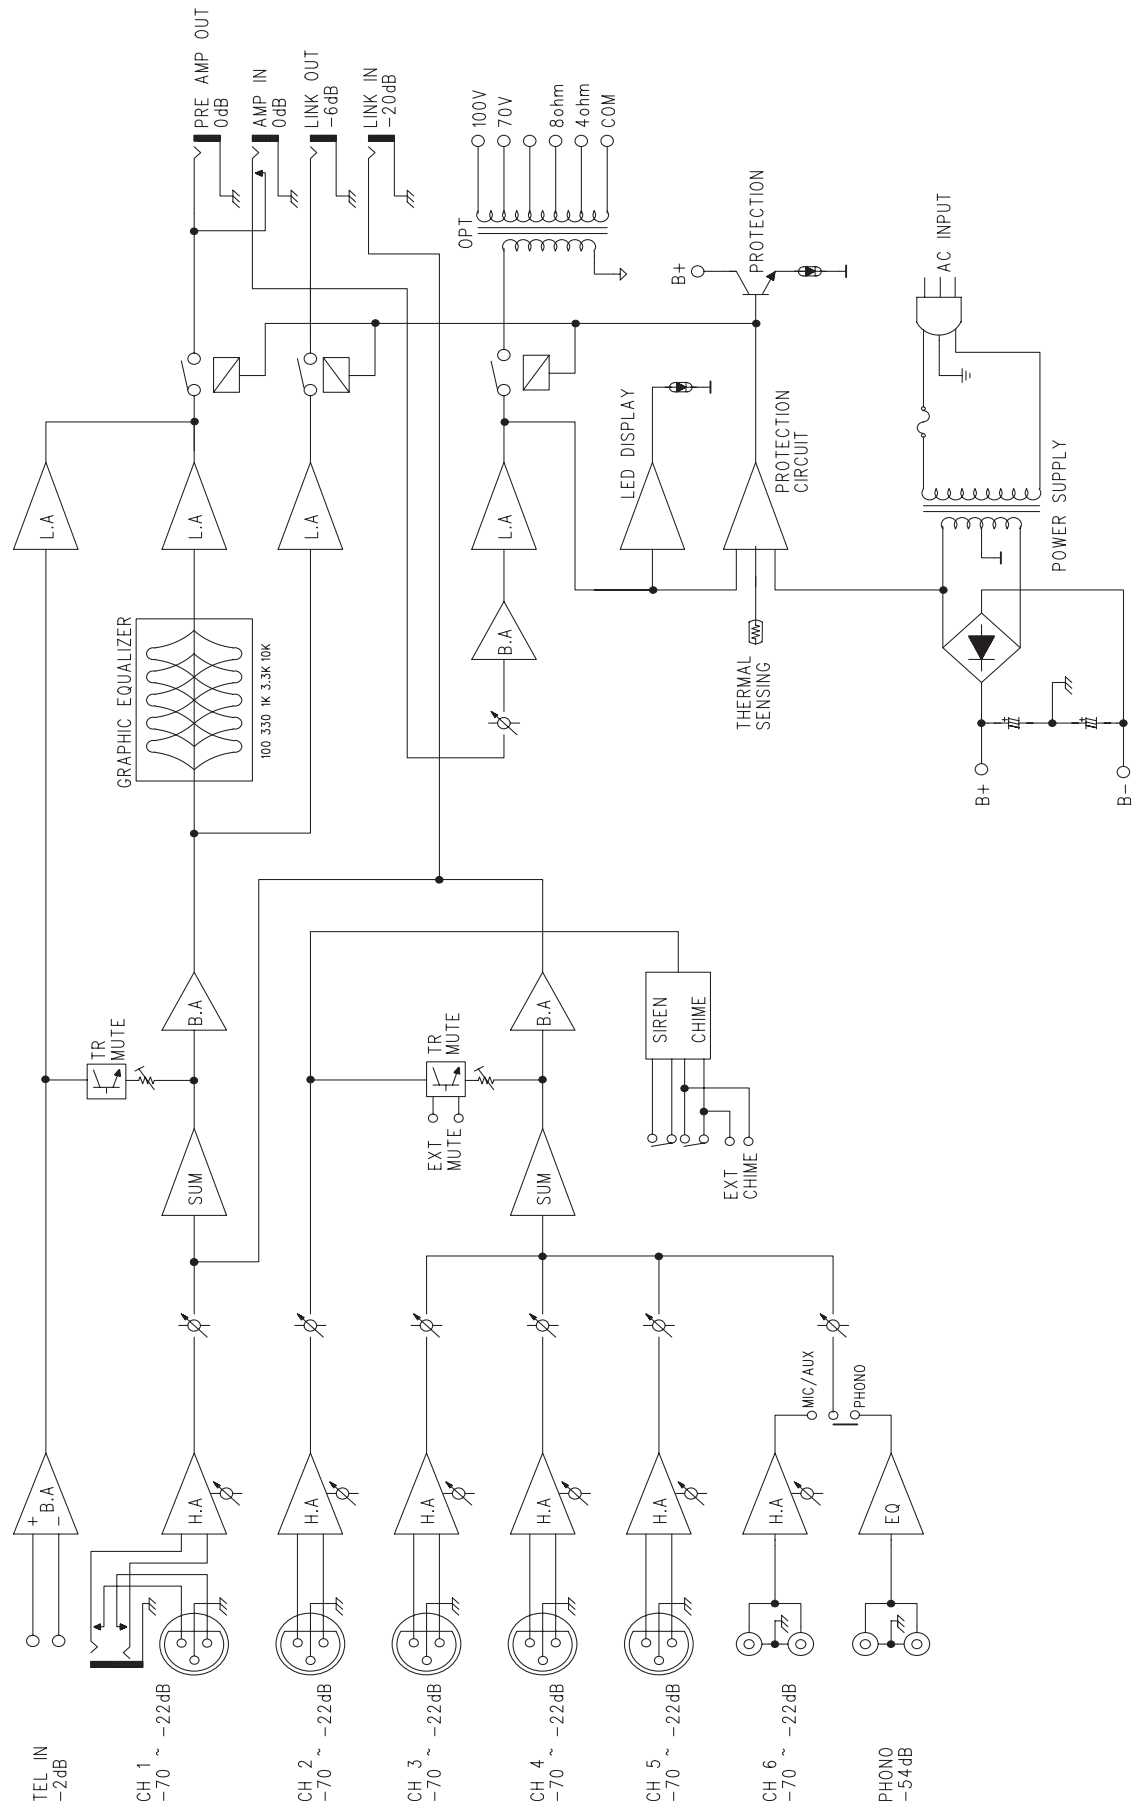 TEL IN
-2dB
CH 1
-70 ~ -22dB
CH 2
-70 ~ -22dB
CH 3
-70 ~ -22dB
CH 4
-70 ~ -22dB
CH 5
-70 ~ -22dB
CH 6
-70 ~ -22dB
PHONO
-54dB
+
B.A
-
H.A
H.A
H.A
H.A
H.A
H.A
EQ
MIC/AUX
PHONO
SUM
SUM
TR
MUTE
EXT
MUTE
TR
MUTE
B.A
B.A
EXT
CHIME
SIREN
CHIME
GRAPHIC EQUALIZER
100 330 1K 3.3K 10K
L.A
L.A
L.A
B.A
L.A
THERMAL
SENSING
LED DISPLAY
PROTECTION
CIRCUIT
B+
B-
POWER SUPPLY
AC INPUT
B+
PROTECTION
OPT
PRE AMP OUT
0dB
AMP IN
0dB
LINK OUT
-6dB
LINK IN
-20dB
100V
70V
8ohm
4ohm
COM